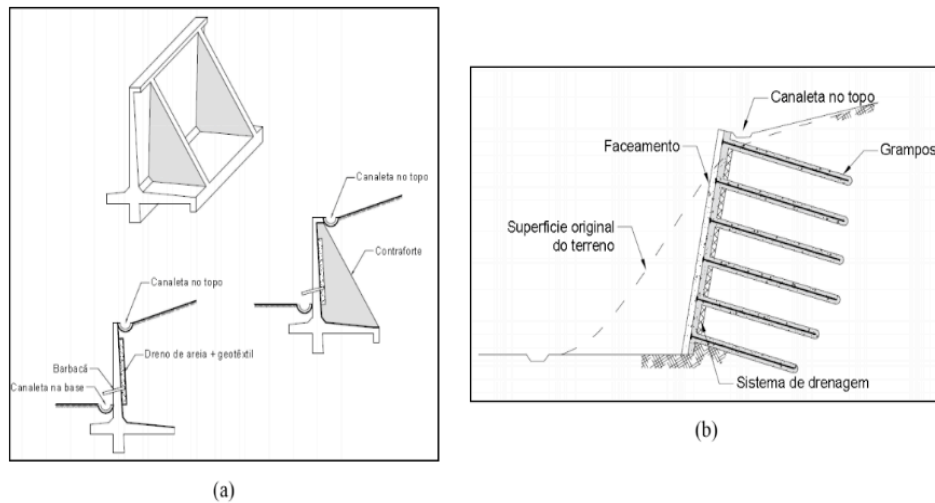 Canaleta no topo
Contraforte
Canaleta no topo
Dreno de areia + geotêxtil
Barbacã
Canaleta na base
(a)
Canaleta no topo
Faceamento
Grampos
Superfície original
do terreno
Sistema de drenagem
(b)